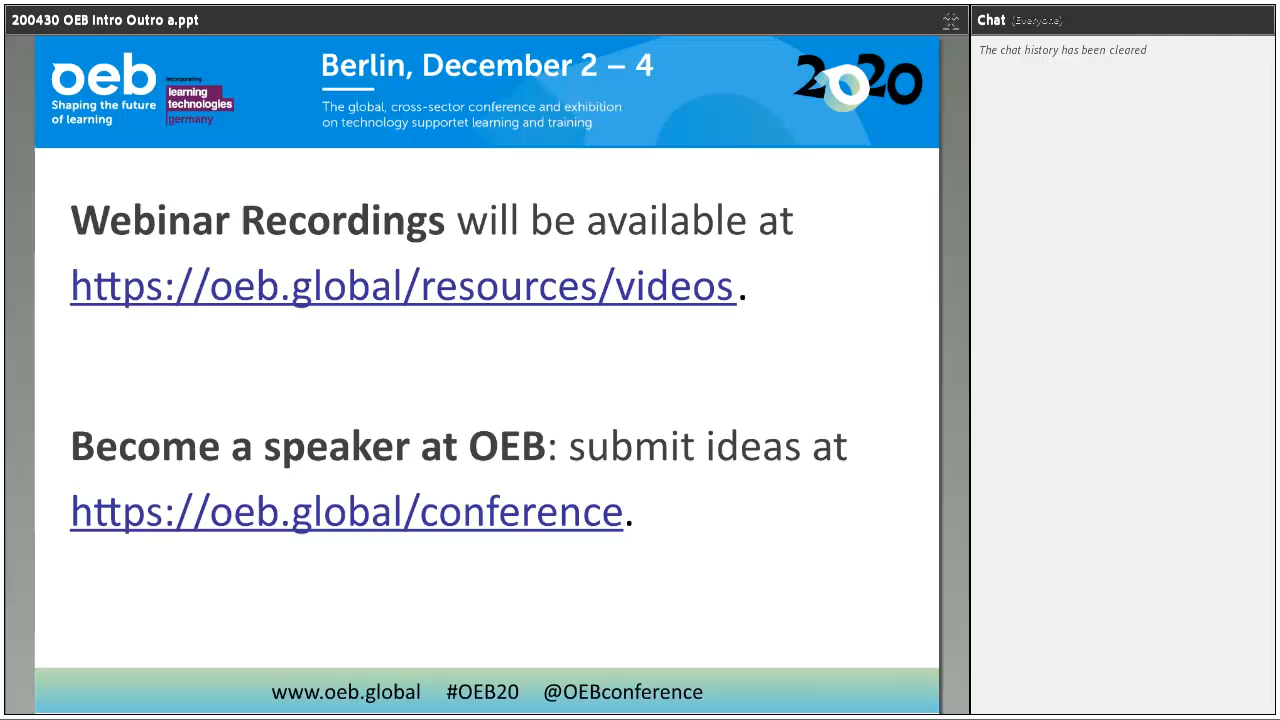 200430 OEB Intro Outro a.ppt
Chat (Everyone)
The chat history has been cleared
oeb
Shaping the future
of learning
incorporating
learning
technologies
germany
Berlin, December 2 – 4
The global, cross-sector conference and exhibition
on technology supportet learning and training
2020
Webinar Recordings will be available at
https://oeb.global/resources/videos.
Become a speaker at OEB: submit ideas at
https://oeb.global/conference.
www.oeb.global #OEB20 @OEBconference